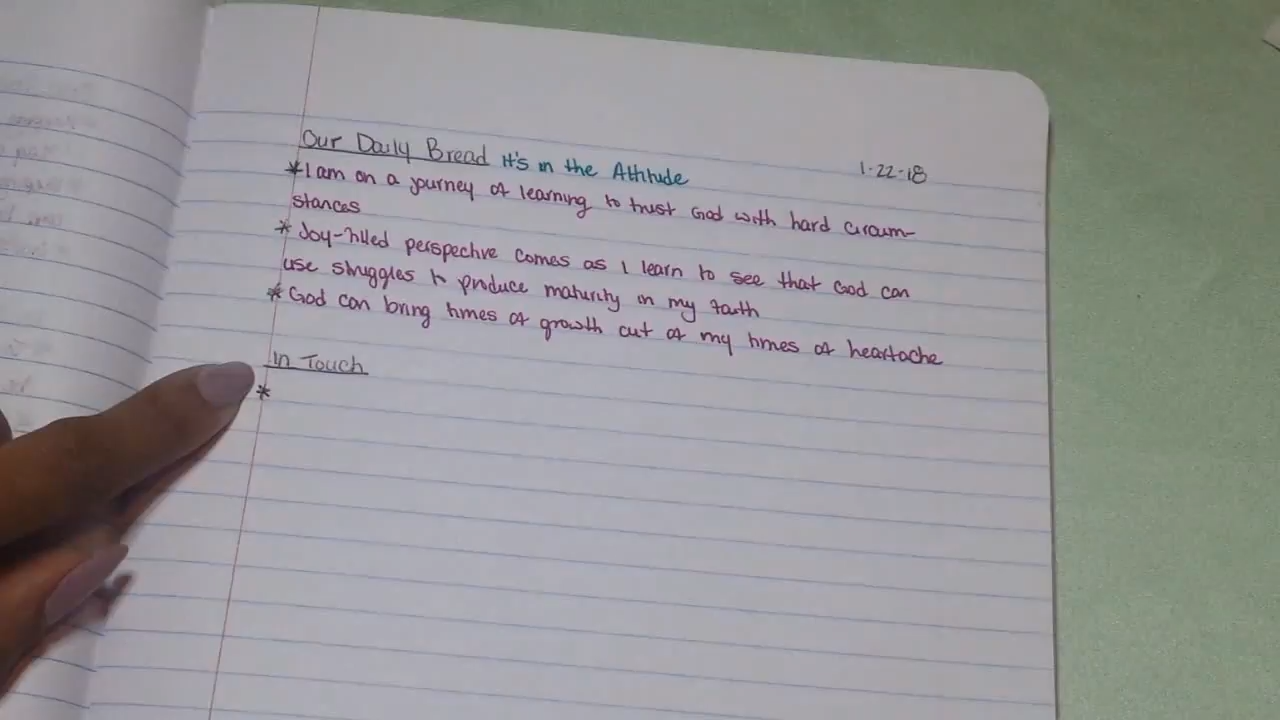 Our Daily Bread It's in the Attitude 1-22-18
*I am on a journey of learning to trust God with hard circum-
stances
* Joy-filled perspective comes as I learn to see that God can
use struggles to produce maturity in my faith
*God can bring times of growth out of my times of heartache
In Touch
*